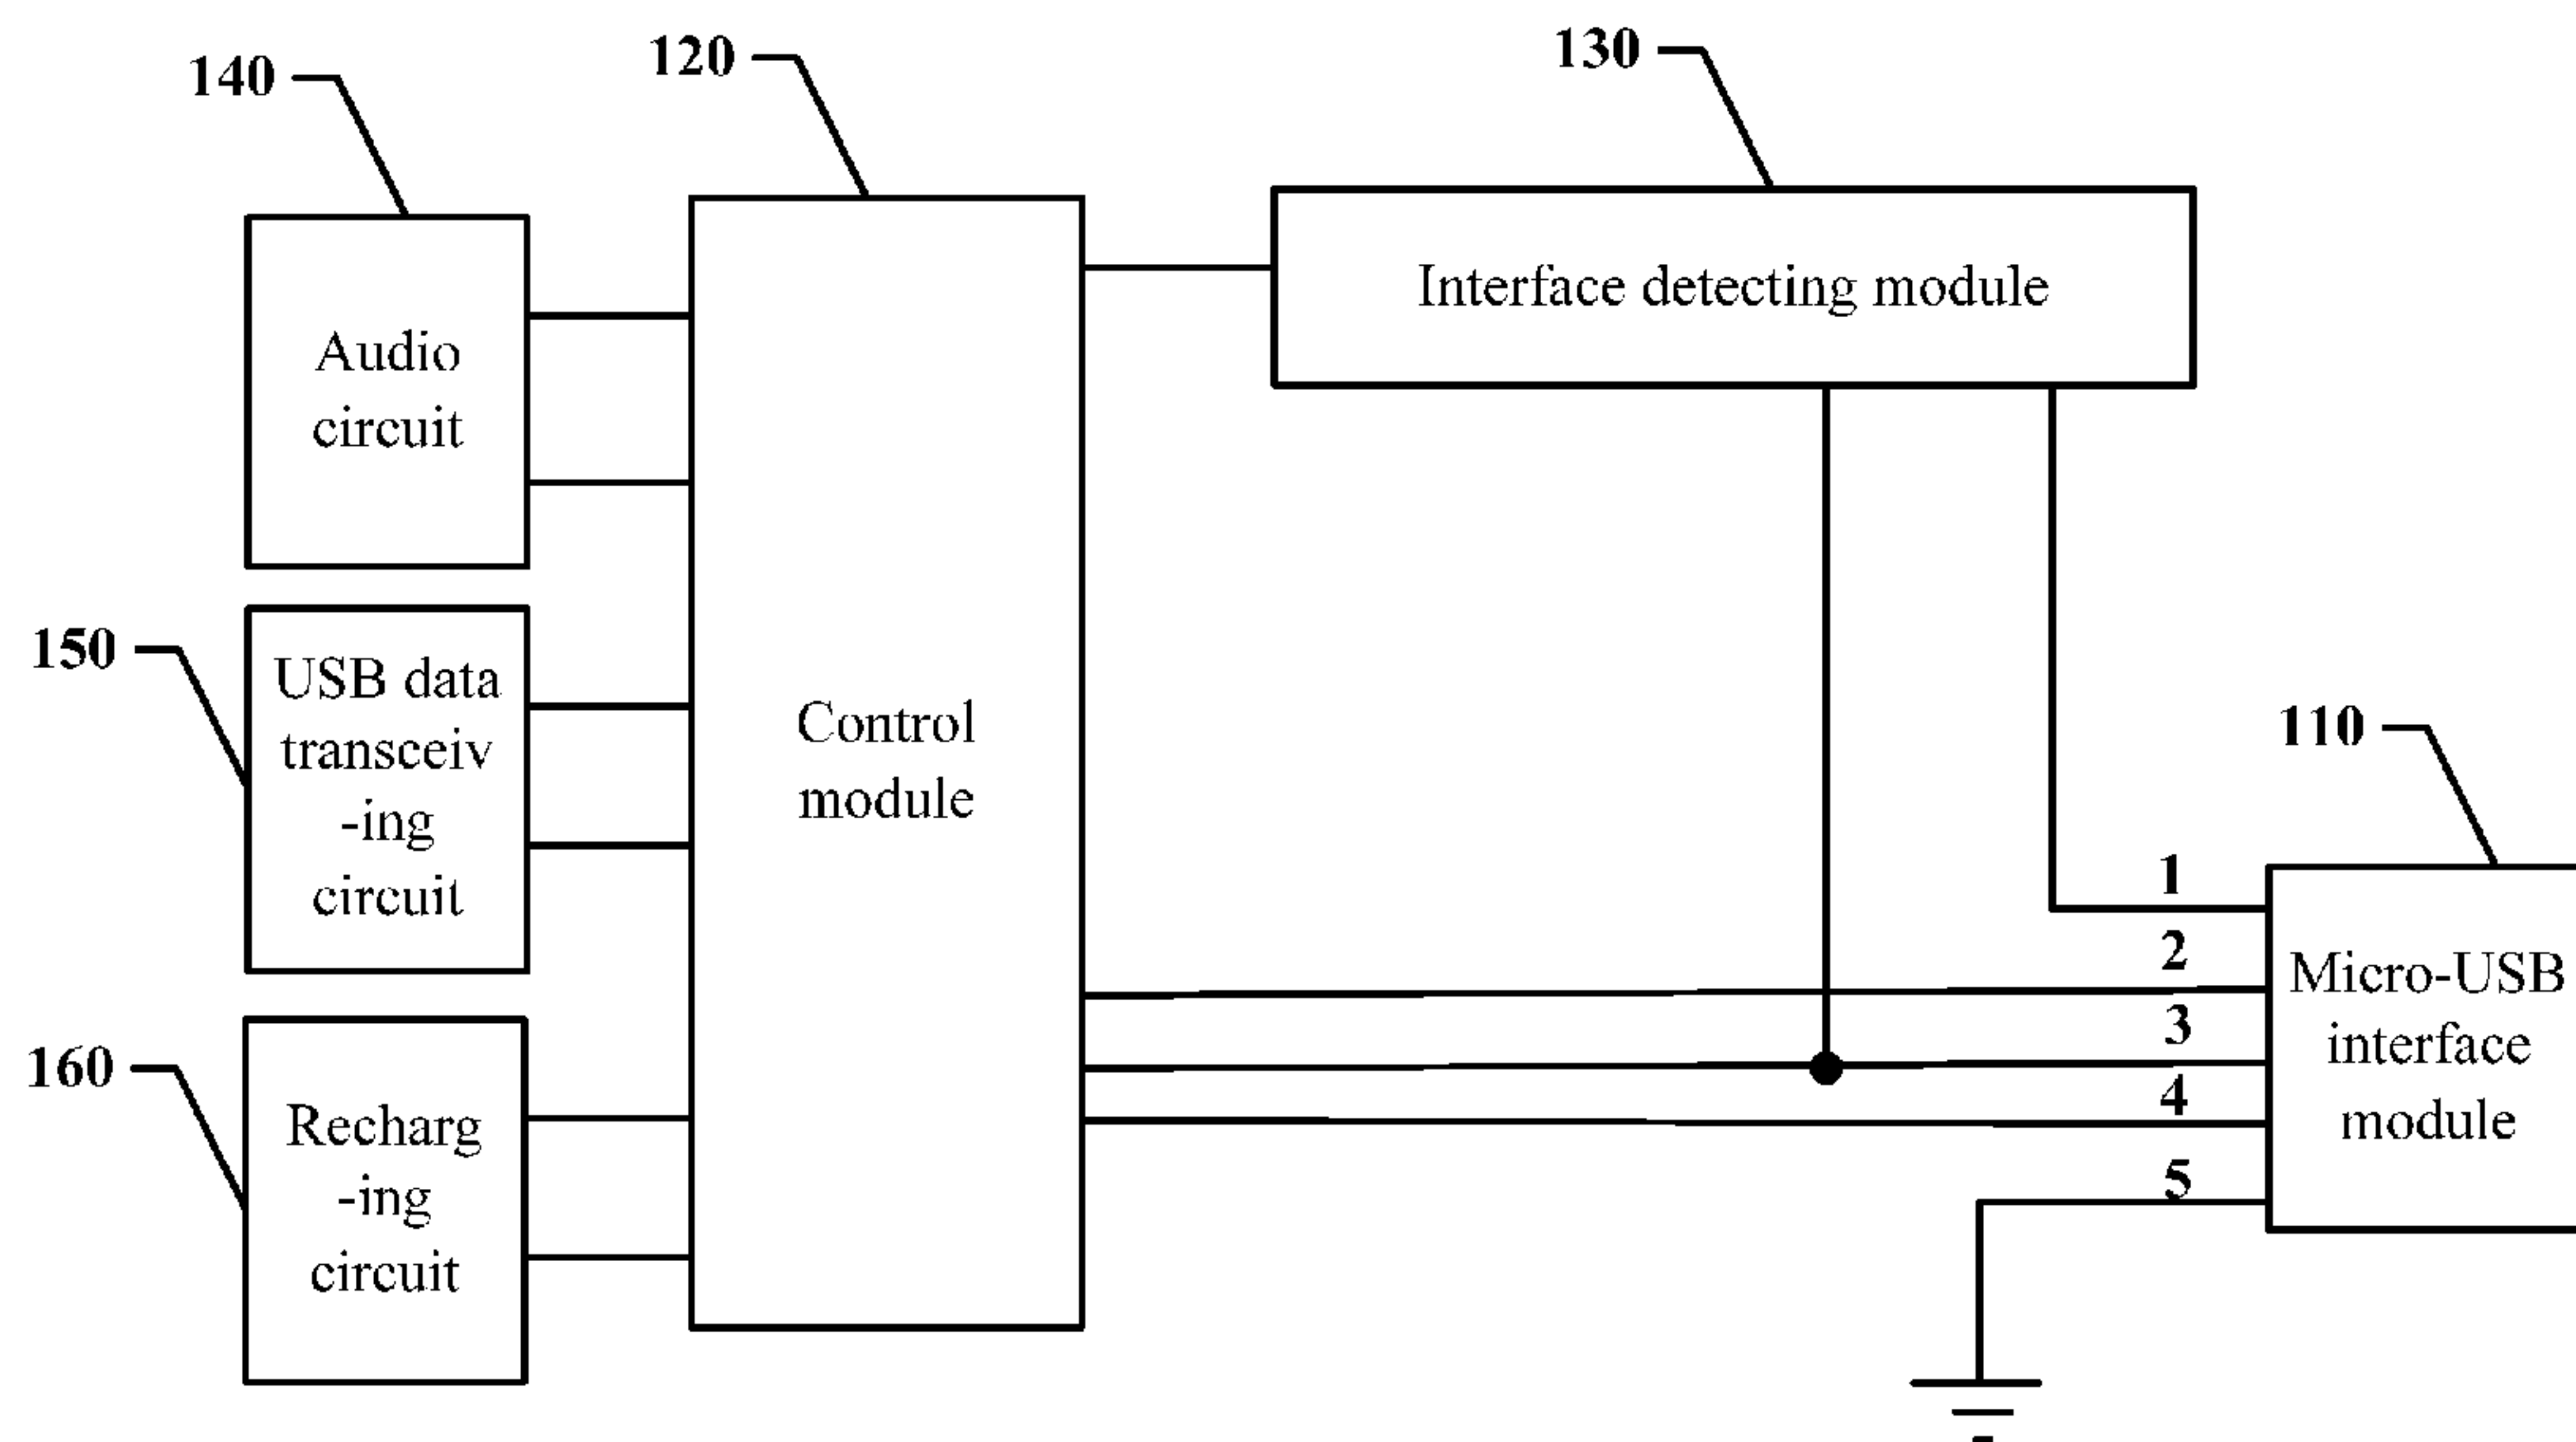 140
120
130
Audio
circuit
Interface detecting module
150
USB data
transceiv
-ing
circuit
Control
module
110
160
Recharg
-ing
circuit
1
2
3
4
5
Micro-USB
interface
module